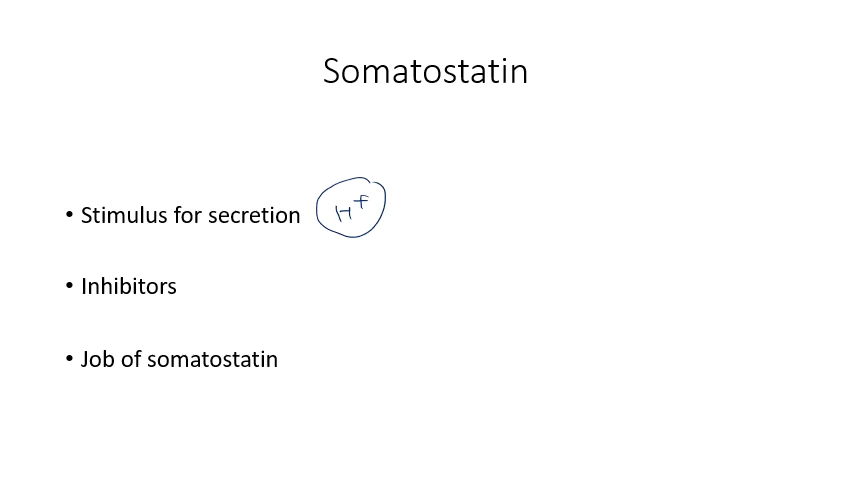 Somatostatin
• Stimulus for secretion H+
• Inhibitors
• Job of somatostatin